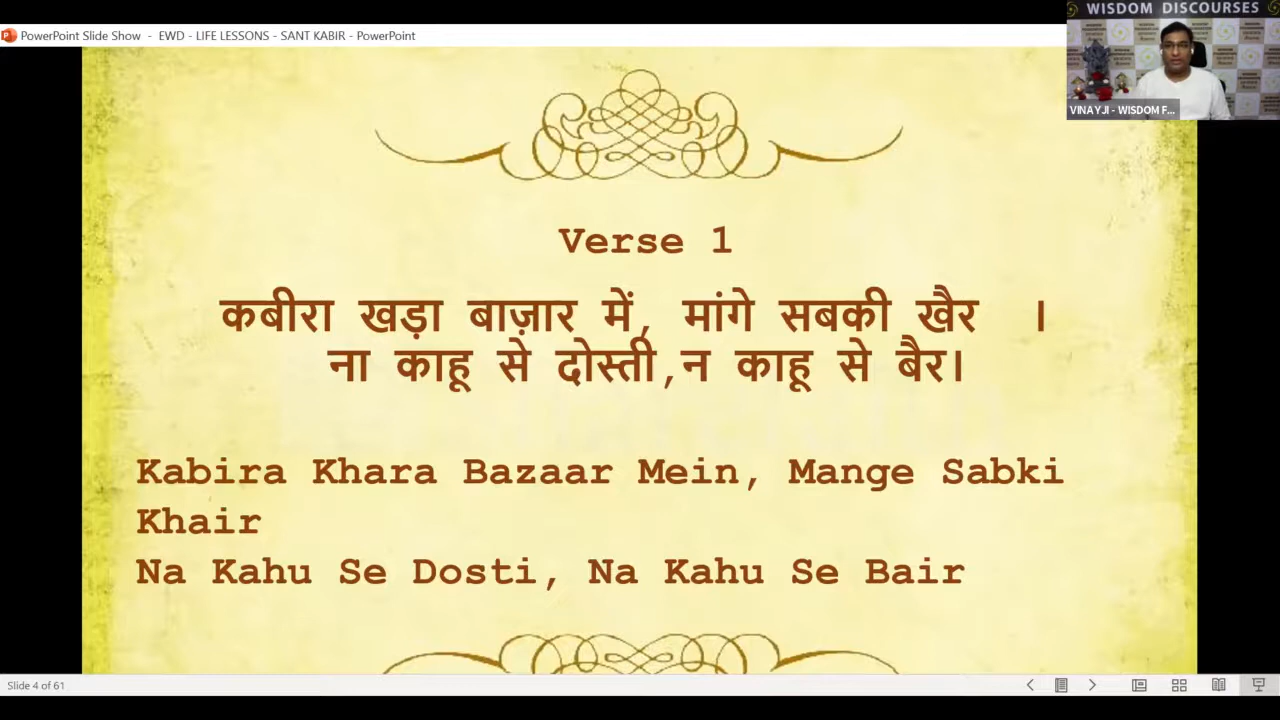 WISDOM DISCOURSES
PowerPoint Slide Show - EWD - LIFE LESSONS - SANT KABIR - PowerPoint
VINAYJI - WISDOM F...
Verse 1
कबीरा खड़ा बाज़ार में, मांगे सबकी खैर ।
ना काहू से दोस्ती,न काहू से बैर।
Kabira Khara Bazaar Mein, Mange Sabki
Khair
Na Kahu Se Dosti, Na Kahu Se Bair
Slide 4 of 61